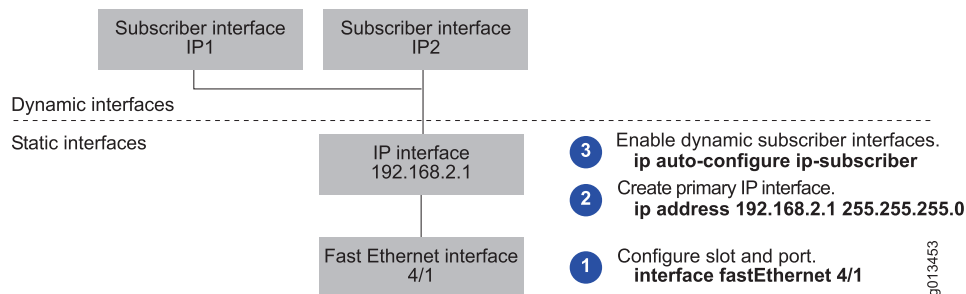 Subscriber interface
IP1
Subscriber interface
IP2
Dynamic interfaces
Static interfaces
IP interface
192.168.2.1
3
Enable dynamic subscriber interfaces.
ip auto-configure ip-subscriber
2
Create primary IP interface.
ip address 192.168.2.1 255.255.255.0
Fast Ethernet interface
4/1
1
Configure slot and port.
interface fastEthernet 4/1
g013453